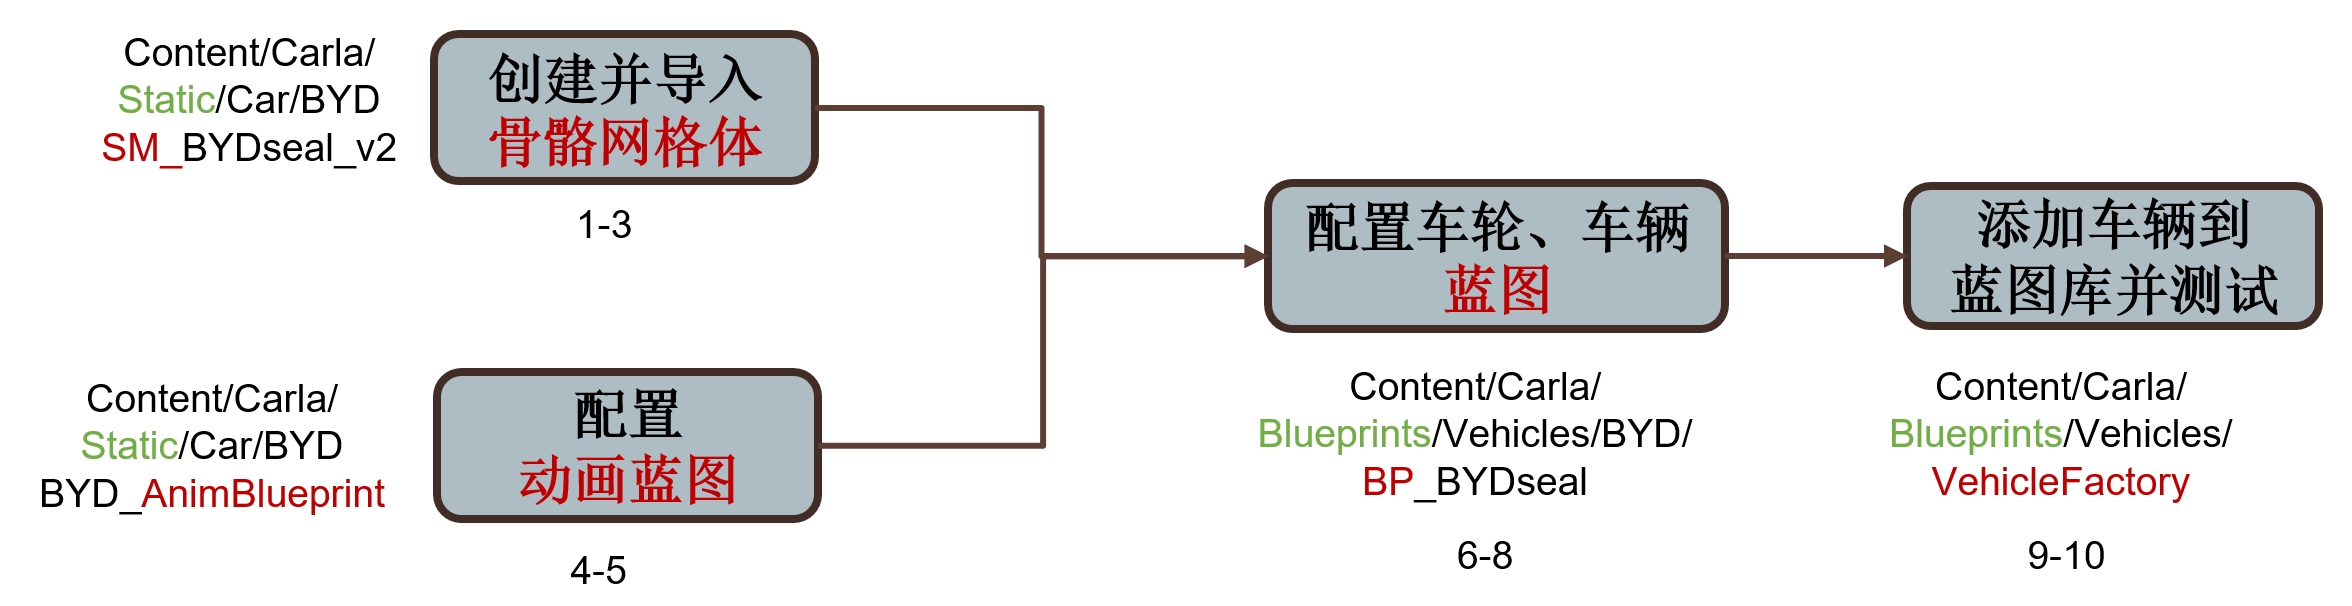 Content/Carla/
Static/Car/BYD
SM_BYDseal_v2
创建并导入
骨骼网格体
1-3
Content/Carla/
Static/Car/BYD
BYD_AnimBlueprint
配置
动画蓝图
4-5
配置车轮、车辆
蓝图
Content/Carla/
Blueprints/Vehicles/BYD/
BP_BYDseal
6-8
添加车辆到
蓝图库并测试
Content/Carla/
Blueprints/Vehicles/
VehicleFactory
9-10